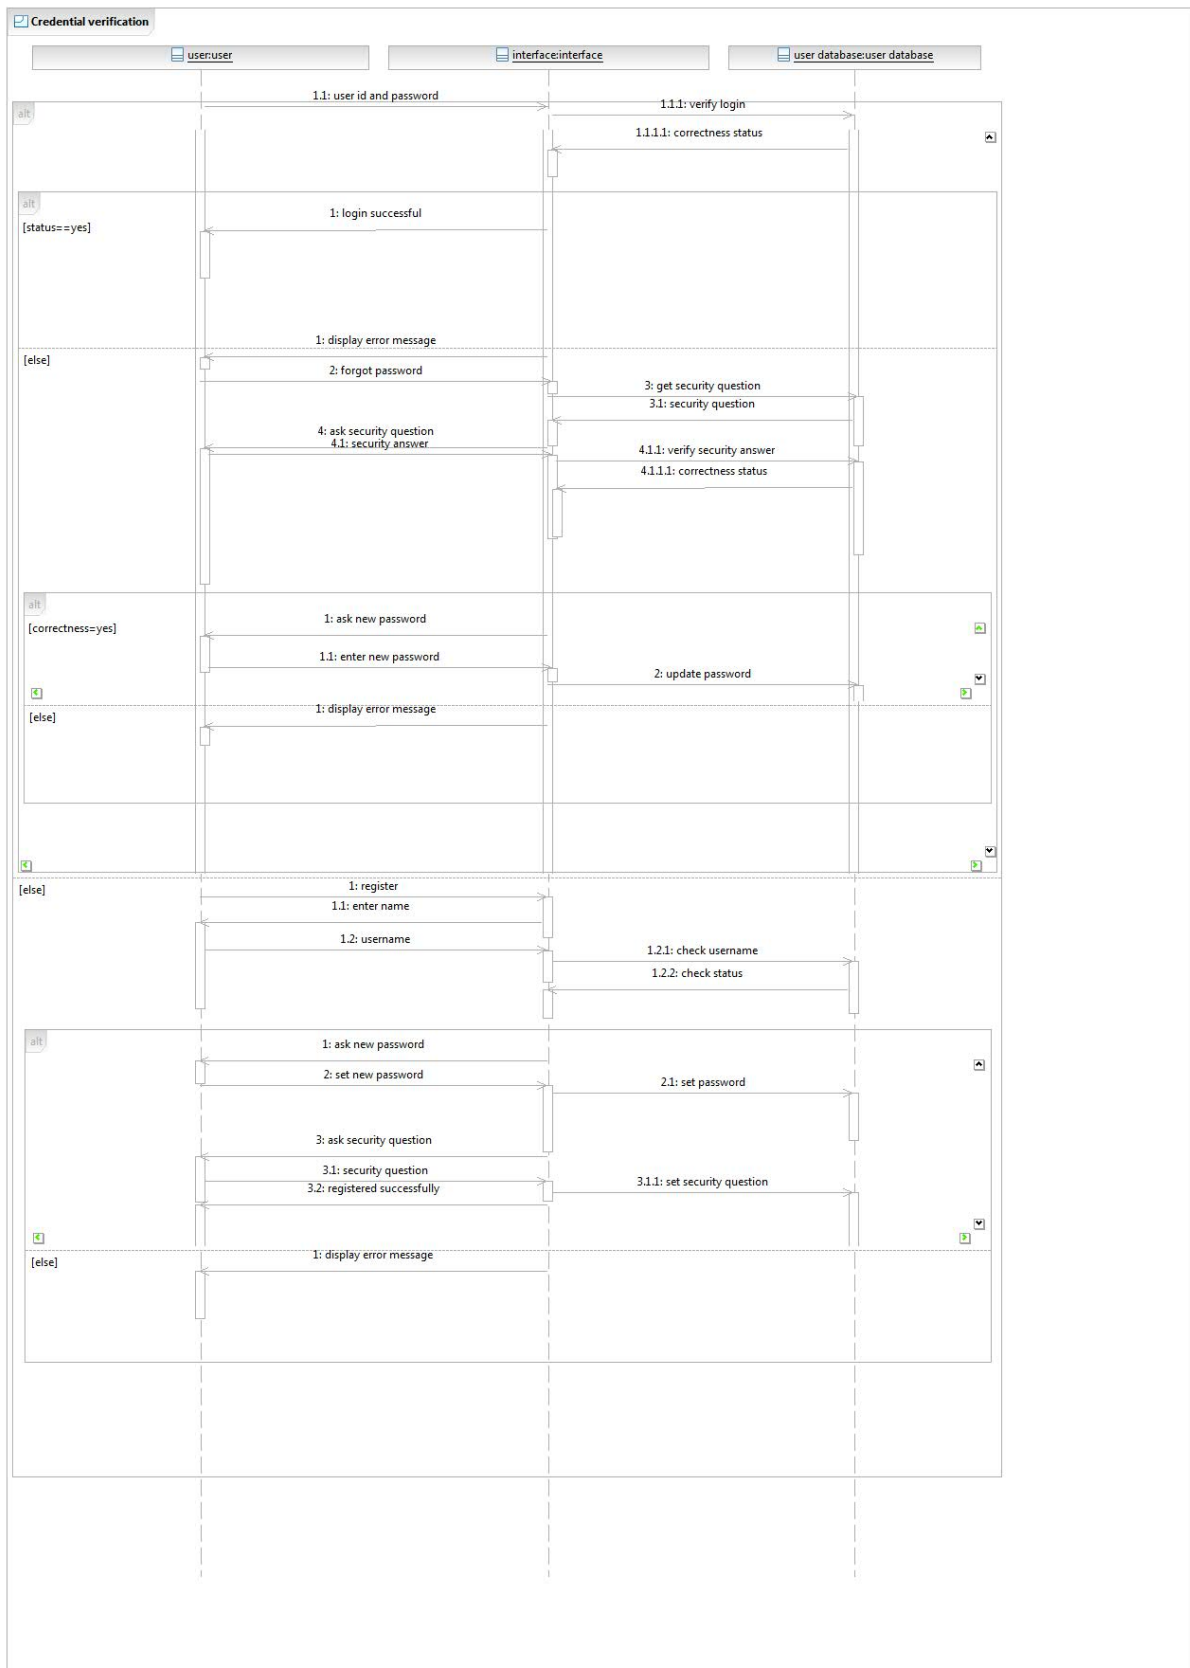 Credential verification
user:user
interface:interface
user database:user database
1.1: user id and password
1.1.1: verify login
alt
1.1.1.1: correctness status
alt
1: login successful
[status==yes]
1: display error message
[else]
2: forgot password
3: get security question
3.1: security question
4: ask security question
4.1: security answer
4.1.1: verify security answer
4.1.1.1: correctness status
alt
1: ask new password
[correctness=yes]
1.1: enter new password
2: update password
1: display error message
[else]
1: register
[else]
1.1: enter name
1.2: username
1.2.1: check username
1.2.2: check status
alt
1: ask new password
2: set new password
2.1: set password
3: ask security question
3.1: security question
3.1.1: set security question
3.2: registered successfully
1: display error message
[else]